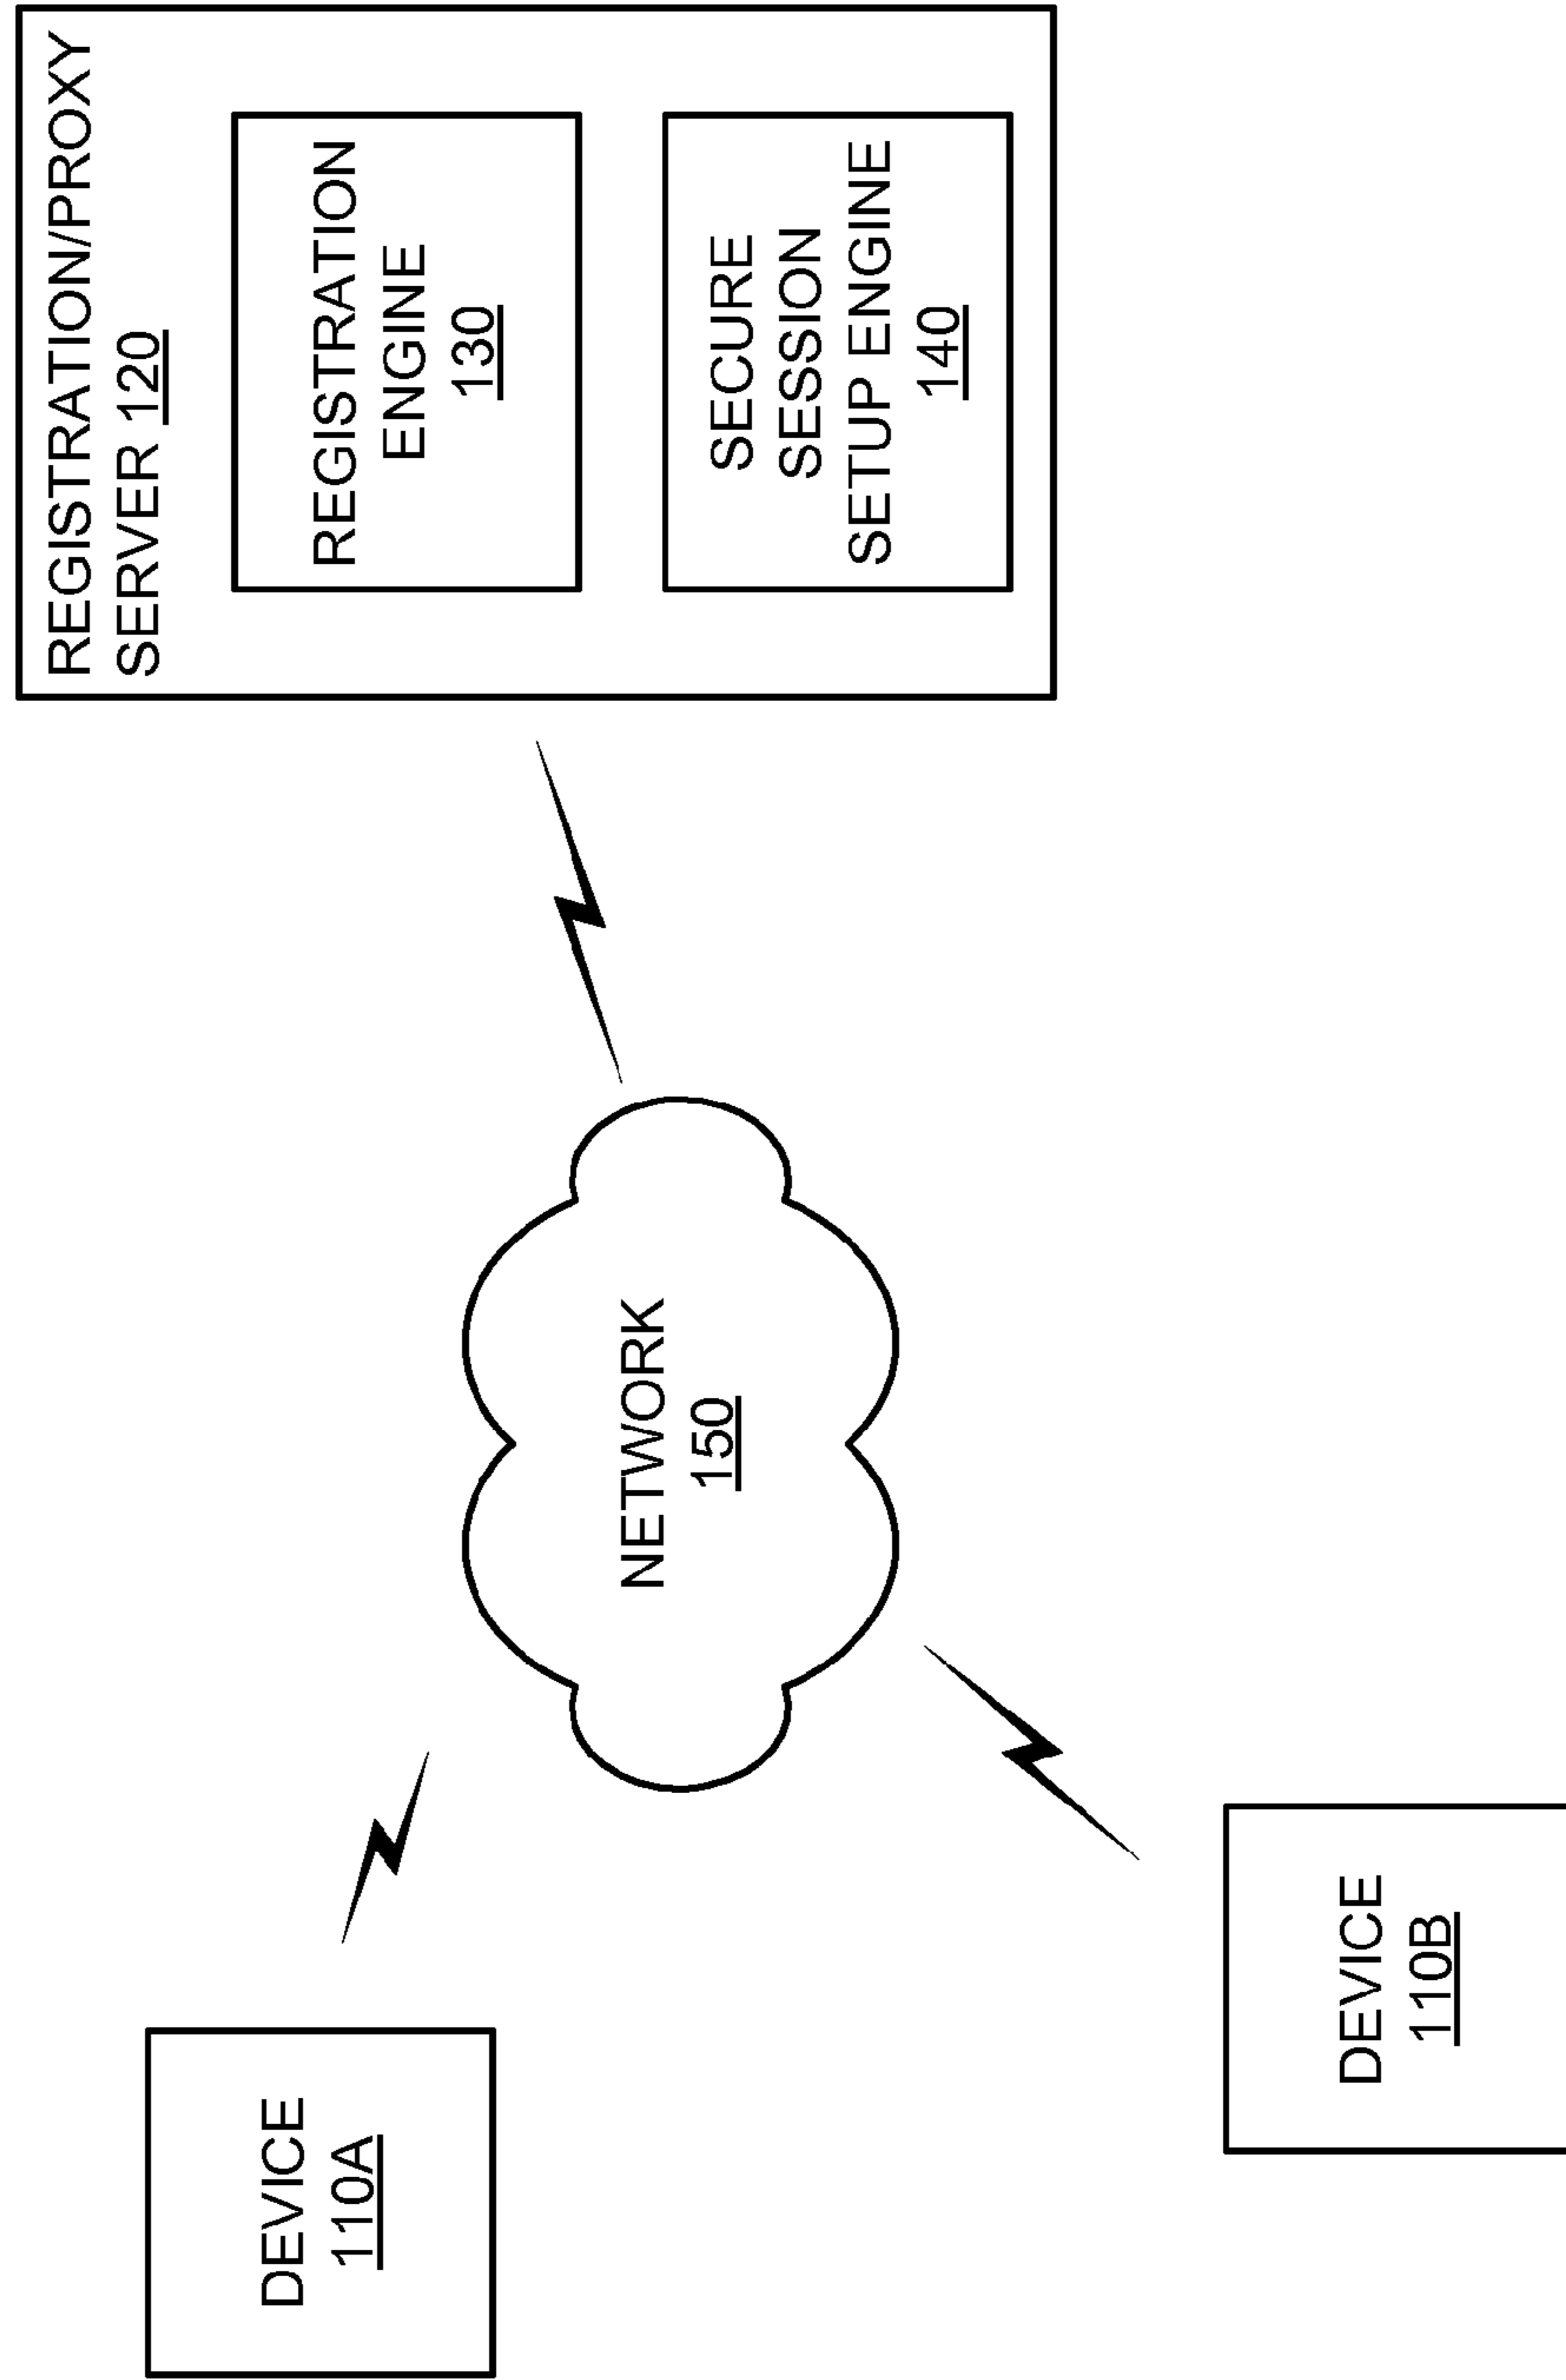 REGISTRATION/PROXY
SERVER 120
REGISTRATION
ENGINE
130
SECURE
SESSION
SETUP ENGINE
140
NETWORK
150
DEVICE
110A
DEVICE
110B